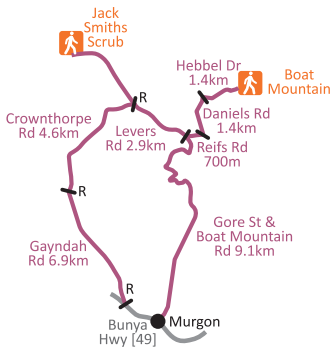 Jack
Smiths
Scrub
Hebbel Dr
1.4km
Boat
Mountain
R
Crownthorpe
Rd 4.6km
Levers
Rd 2.9km
Daniels Rd
1.4km
Reifs Rd
700m
R
Gore St &
Boat Mountain
Rd 9.1km
Gayndah
Rd 6.9km
R
Bunya
Hwy [49]
Murgon